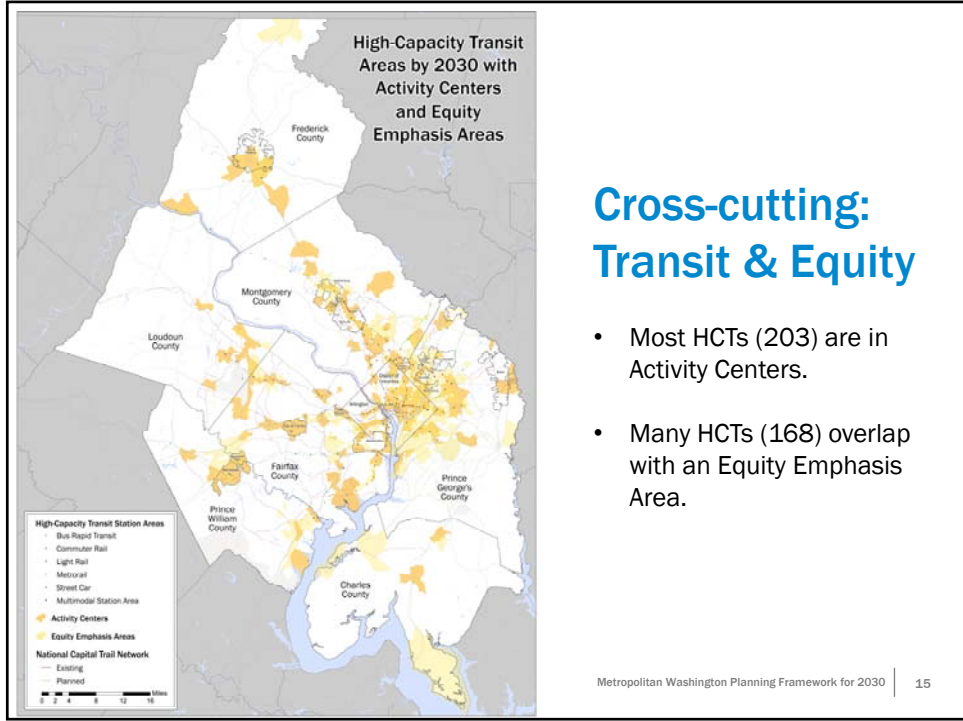 High-Capacity Transit
Areas by 2030 with
Activity Centers
and Equity
Emphasis Areas
Frederick
County
Montgomery
County
Loudoun
County
Arlington
Fairfax
County
Prince
George's
County
Prince
William
County
Charles
County
High-Capacity Transit Station Areas
Bus Rapid Transit
Commuter Rail
Light Rail
Metrorail
Street Car
Multimodal Station Area
Activity Centers
Equity Emphasis Areas
National Capital Trail Network
Existing
Planned
Miles
0 2 4 8 12 16
Cross-cutting:
Transit & Equity
• Most HCTs (203) are in
Activity Centers.
• Many HCTs (168) overlap
with an Equity Emphasis
Area.
Metropolitan Washington Planning Framework for 2030 | 15